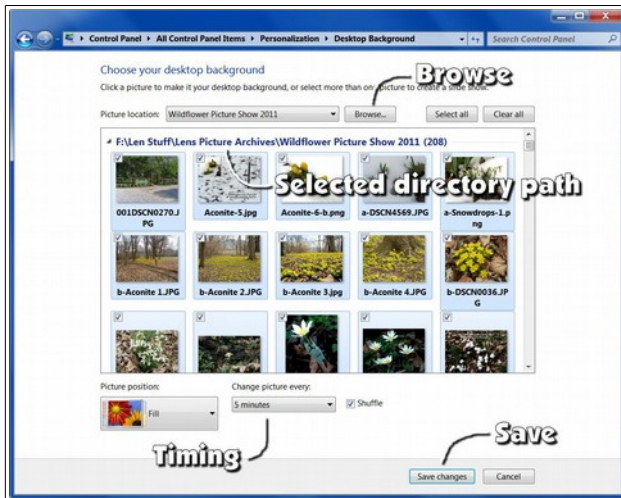 Control Panel ▸ All Control Panel Items ▸ Personalization ▸ Desktop Background
Search Control Panel
Choose your desktop background
Click a picture to make it your desktop background, or select more than one picture to create a slide show.
Browse
Picture location: Wildflower Picture Show 2011 Browse... Select all Clear all
F:\Len Stuff\Lens Picture Archives\Wildflower Picture Show 2011 (208)
Selected directory path
001DSCN0270.J
PG
Aconite-5.jpg
Aconite-6-b.png
a-DSCN4569.JPG
a-Snowdrops-1.p
ng
b-Aconite 1.JPG
b-Aconite 2.JPG
b-Aconite 3.jpg
b-Aconite 4.JPG
b-DSCN0036.JP
G
Picture position:
Change picture every:
Fill
5 minutes
Shuffle
Timing
Save
Save changes
Cancel